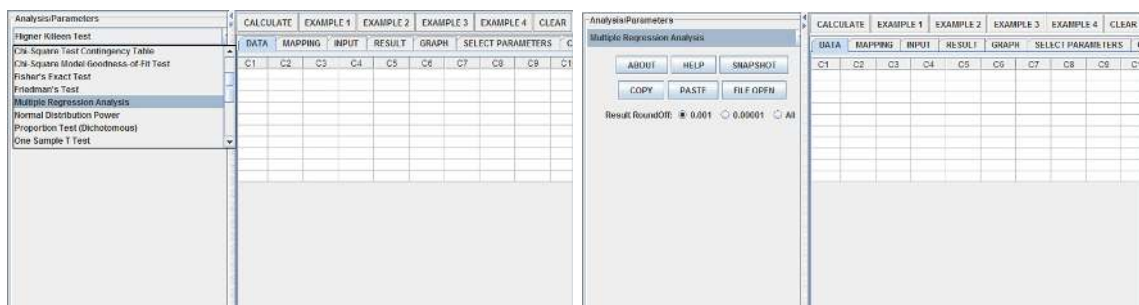 Analysis/Parameters
Fligner Killeen Test
Chi-Square Test Contingency Table
Chi-Square Model Goodness-of-Fit Test
Fisher's Exact Test
Friedman's Test
Multiple Regression Analysis
Normal Distribution Power
Proportion Test (Dichotomous)
One Sample T Test
CALCULATE EXAMPLE 1 EXAMPLE 2 EXAMPLE 3 EXAMPLE 4 CLEAR
DATA MAPPING INPUT RESULT GRAPH SELECT PARAMETERS C
C1 C2 C3 C4 C5 C6 C7 C8 C9 C1
Analysis/Parameters
Multiple Regression Analysis
ABOUT HELP SNAPSHOT
COPY PASTE FILE OPEN
Result RoundOff: 0.001 0.00001 All
CALCULATE EXAMPLE 1 EXAMPLE 2 EXAMPLE 3 EXAMPLE 4 CLEAR
DATA MAPPING INPUT RESULT GRAPH SELECT PARAMETERS
C1 C2 C3 C4 C5 C6 C7 C8 C9